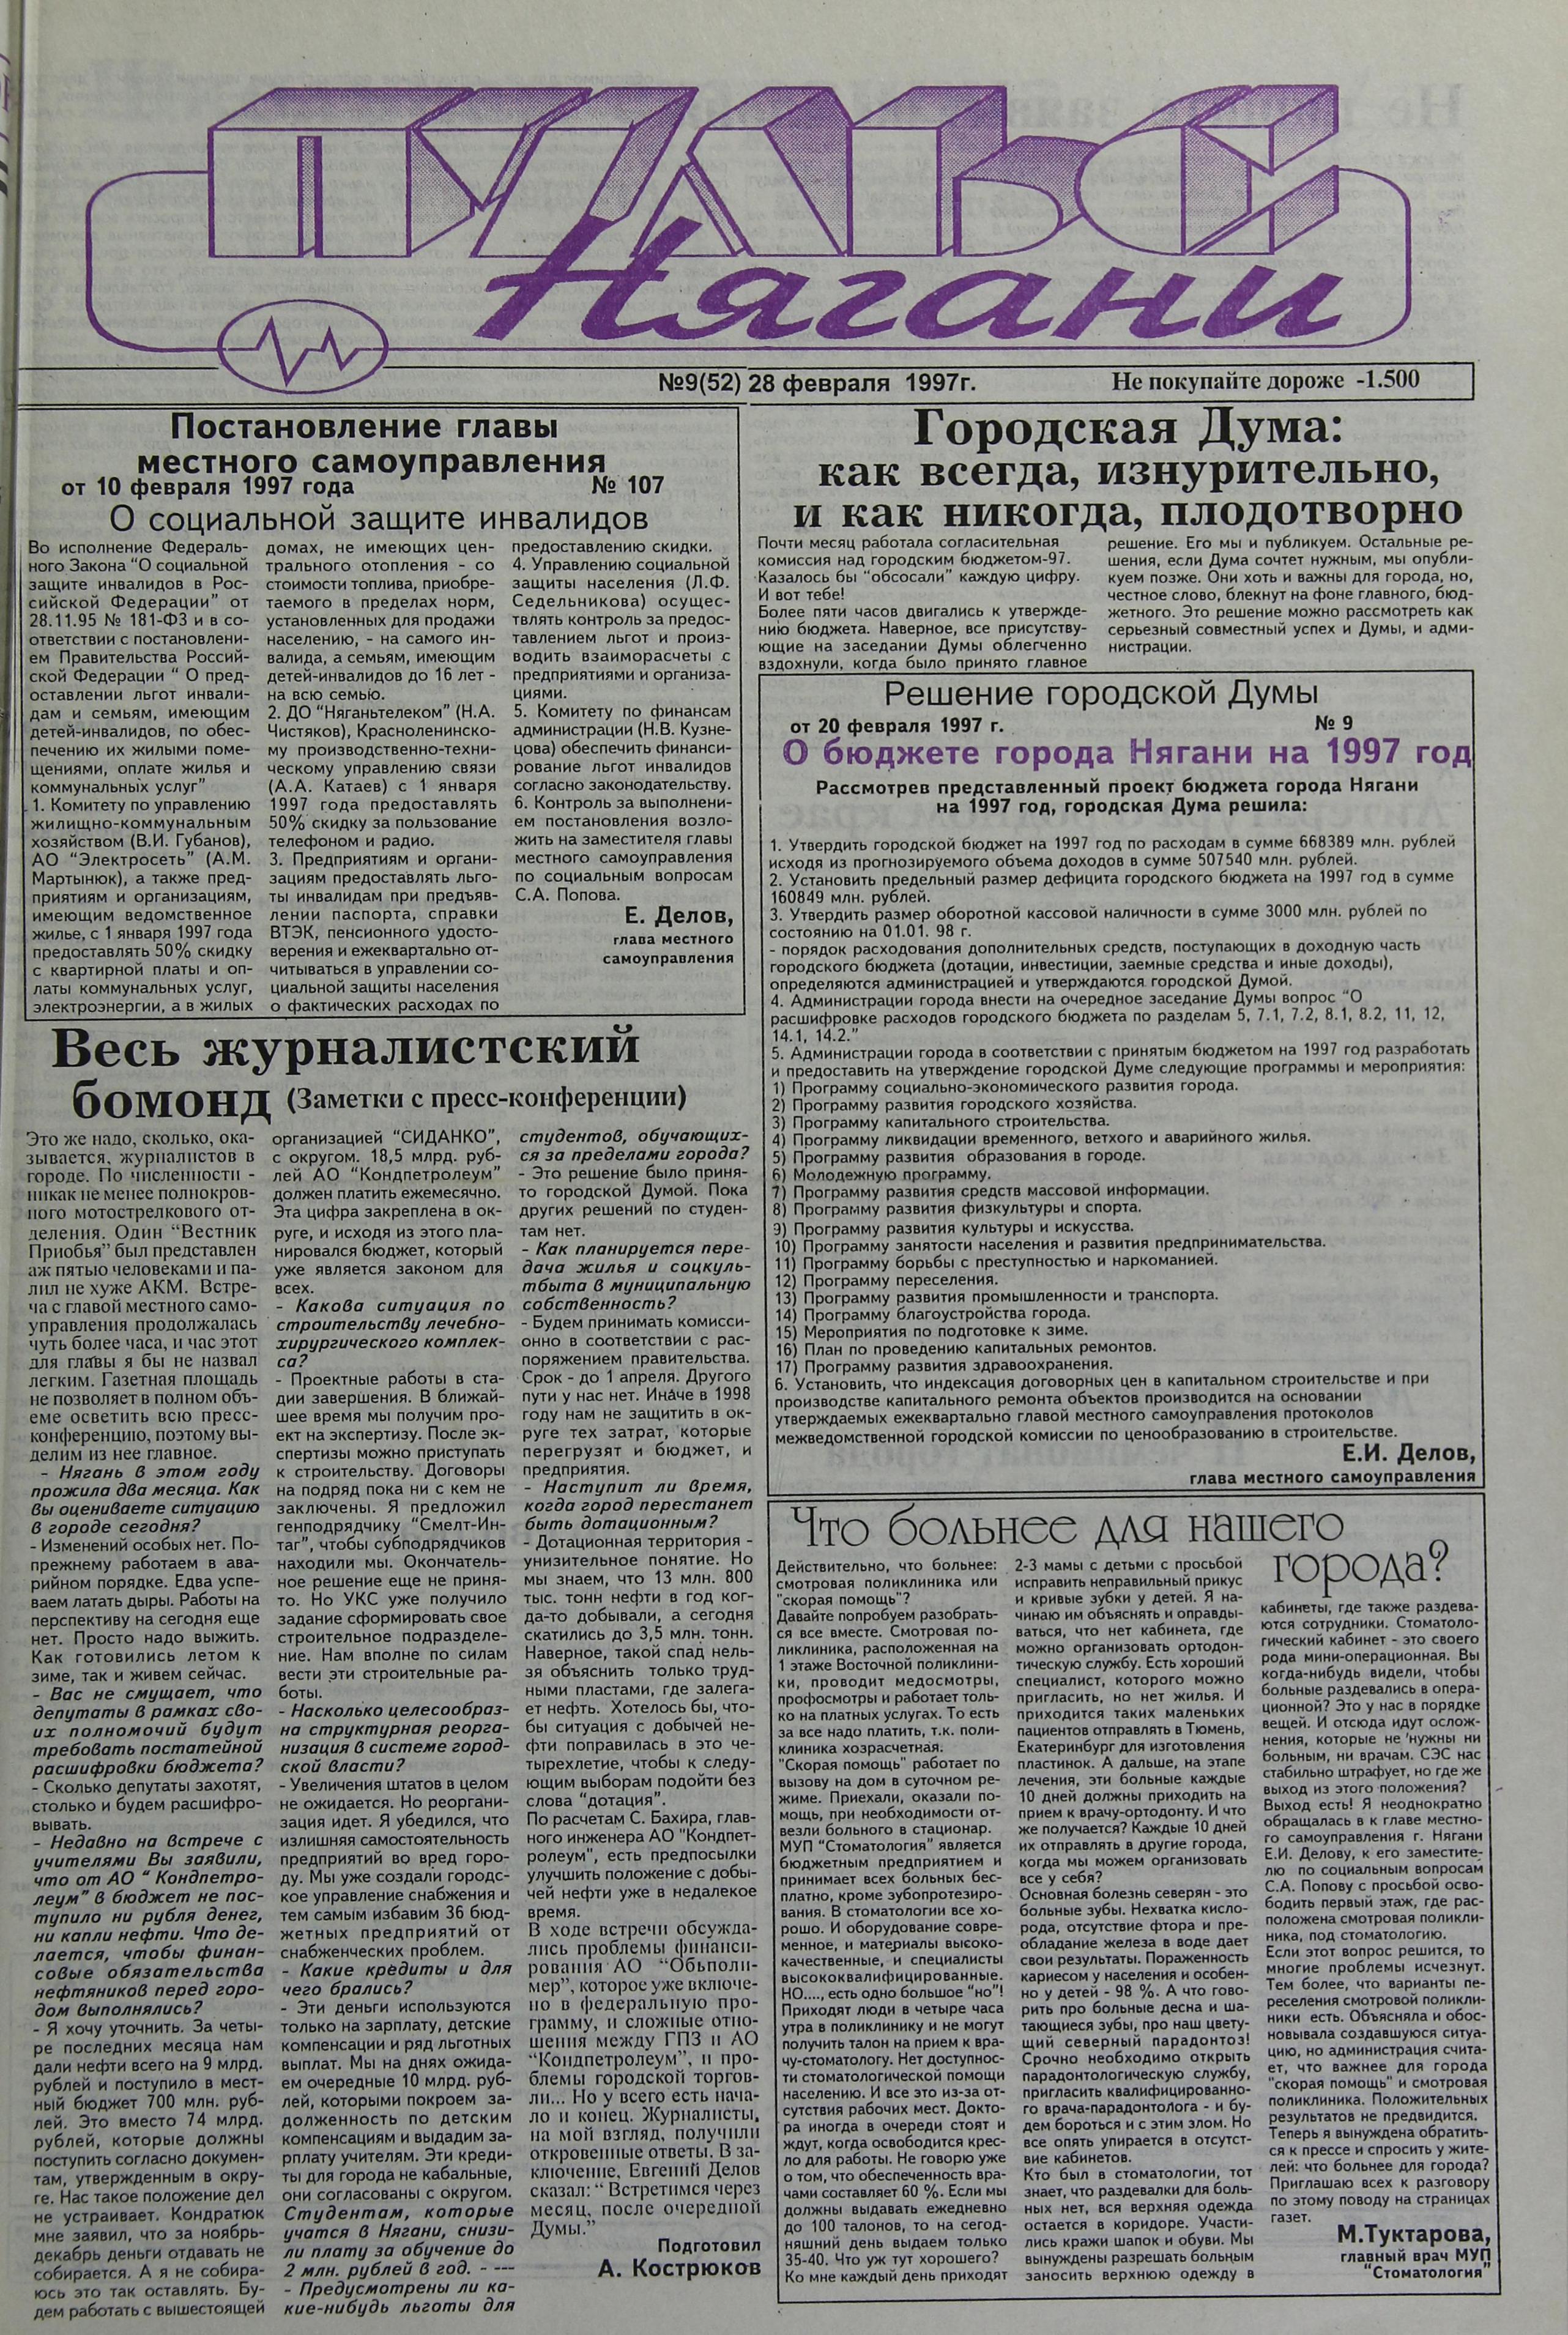 ПУЛЬС
Нягани
№9(52) 28 февраля 1997г.
Не покупайте дороже -1.500
Постановление главы
местного самоуправления
от 10 февраля 1997 года № 107
О социальной защите инвалидов
Во исполнение Федераль-
ного Закона "О социальной
защите инвалидов в Рос-
сийской Федерации" от
28.11.95 № 181-ФЗ и в со-
ответствии с постановлени-
ем Правительства Россий-
ской Федерации " О пред-
оставлении льгот инвали-
дам и семьям, имеющим
детей-инвалидов, по обес-
печению их жилыми поме-
щениями, оплате жилья и
коммунальных услуг"
1. Комитету по управлению
жилищно-коммунальным
хозяйством (В.И. Губанов),
АО "Электросеть" (А.М.
Мартынюк), а также пред-
приятиям и организациям,
имеющим ведомственное
жилье, с 1 января 1997 года
предоставлять 50% скидку
с квартирной платы и оп-
латы коммунальных услуг,
электроэнергии, а в жилых
домах, не имеющих цен-
трального отопления - со
стоимости топлива, приобре-
таемого в пределах норм,
установленных для продажи
населению, - на самого ин-
валида, а семьям, имеющим
детей-инвалидов до 16 лет -
на всю семью.
2. ДО "Няганьтелеком" (Н.А.
Чистяков), Красноленинско-
му производственно-техни-
ческому управлению связи
(А.А. Катаев) с 1 января
1997 года предоставлять
50% скидку за пользование
телефоном и радио.
3. Предприятиям и органи-
зациям предоставлять льго-
ты инвалидам при предъяв-
лении паспорта, справки
ВТЭК, пенсионного удосто-
верения и ежеквартально от-
читываться в управлении со-
циальной защиты населения
о фактических расходах по
предоставлению скидки.
4. Управлению социальной
защиты населения (Л.Ф.
Седельникова) осущес-
твлять контроль за предос-
тавлением льгот и произ-
водить взаиморасчеты с
предприятиями и организа-
циями.
5. Комитету по финансам
администрации (Н.В. Кузне-
цова) обеспечить финанси-
рование льгот инвалидов
согласно законодательству.
6. Контроль за выполнени-
ем постановления возло-
жить на заместителя главы
местного самоуправления
по социальным вопросам
С.А. Попова.
Е. Делов,
глава местного
самоуправления
Весь журналистский
бомонд (Заметки с пресс-конференции)
Это же надо, сколько, ока-
зывается, журналистов в
городе. По численности -
никак не менее полнокров-
ного мотострелкового от-
деления. Один "Вестник
Приобья" был представлен
аж пятью человеками и па-
лил не хуже АКМ. Встре-
ча с главой местного само-
управления продолжалась
чуть более часа, и час этот
для главы я бы не назвал
легким. Газетная площадь
не позволяет в полном объ-
еме осветить всю пресс-
конференцию, поэтому вы-
делим из нее главное.
- Нягань в этом году
прожила два месяца. Как
вы оцениваете ситуацию
в городе сегодня?
- Изменений особых нет. По-
прежнему работаем в ава-
рийном порядке. Едва успе-
ваем латать дыры. Работы на
перспективу на сегодня еще
нет. Просто надо выжить.
Как готовились летом к
зиме, так и живем сейчас.
- Вас не смущает, что
депутаты в рамках сво-
их полномочий будут
требовать постатейной
расшифровки бюджета?
- Сколько депутаты захотят,
столько и будем расшифро-
вывать.
- Недавно на встрече с
учителями Вы заявили,
что от АО " Кондпетро-
леум" в бюджет не пос-
тупило ни рубля денег,
ни капли нефти. Что де-
лается, чтобы финан-
совые обязательства
нефтяников перед горо-
дом выполнялись?
- Я хочу уточнить. За четы-
ре последних месяца нам
дали нефти всего на 9 млрд.
рублей и поступило в мест-
ный бюджет 700 млн. руб-
лей. Это вместо 74 млрд.
рублей, которые должны
поступить согласно докумен-
там, утвержденным в окру-
ге. Нас такое положение дел
не устраивает. Кондратюк
мне заявил, что за ноябрь-
декабрь деньги отдавать не
собирается. А я не собира-
юсь это так оставлять. Бу-
дем работать с вышестоящей
организацией "СИДАНКО",
с округом. 18,5 млрд. руб-
лей АО "Кондпетролеум"
должен платить ежемесячно.
Эта цифра закреплена в ок-
руге, и исходя из этого пла-
нировался бюджет, который
уже является законом для
всех.
- Какова ситуация по
строительству лечебно-
хирургического комплек-
са?
- Проектные работы в ста-
дии завершения. В ближай-
шее время мы получим про-
ект на экспертизу. После эк-
спертизы можно приступать
к строительству. Договоры
на подряд пока ни с кем не
заключены. Я предложил
генподрядчику "Смелт-Ин-
таг", чтобы субподрядчиков
находили мы. Окончатель-
ное решение еще не приня-
то. Но УКС уже получило
задание сформировать свое
строительное подразделе-
ние. Нам вполне по силам
вести эти строительные ра-
боты.
- Насколько целесообраз-
на структурная реорга-
низация в системе город-
ской власти?
- Увеличения штатов в целом
не ожидается. Но реоргани-
зация идет. Я убедился, что
излишняя самостоятельность
предприятий во вред горо-
ду. Мы уже создали городс-
кое управление снабжения и
тем самым избавим 36 бюд-
жетных предприятий от
снабженческих проблем.
- Какие кредиты и для
чего брались?
- Эти деньги используются
только на зарплату, детские
компенсации и ряд льготных
выплат. Мы на днях ожида-
ем очередные 10 млрд. руб-
лей, которыми покроем за-
долженность по детским
компенсациям и выдадим за-
рплату учителям. Эти креди-
ты для города не кабальные,
они согласованы с округом.
Студентам, которые
учатся в Нягани, снизи-
ли плату за обучение до
2 млн. рублей в год. - ---
- Предусмотрены ли ка-
кие-нибудь льготы для
студентов, обучающих-
ся за пределами города?
- Это решение было приня-
то городской Думой. Пока
других решений по студен-
там нет.
- Как планируется пере-
дача жилья и соцкуль-
тбыта в муниципальную
собственность?
- Будем принимать комисси-
онно в соответствии с рас-
поряжением правительства.
Срок - до 1 апреля. Другого
пути у нас нет. Иначе в 1998
году нам не защитить в ок-
руге тех затрат, которые
перегрузят и бюджет, и
предприятия.
- Наступит ли время,
когда город перестанет
быть дотационным?
- Дотационная территория -
унизительное понятие. Но
мы знаем, что 13 млн. 800
тыс. тонн нефти в год ког-
да-то добывали, а сегодня
скатились до 3,5 млн. тонн.
Наверное, такой спад нель-
зя объяснить только труд-
ными пластами, где залега-
ет нефть. Хотелось бы, что-
бы ситуация с добычей не-
фти поправилась в это че-
тырехлетие, чтобы к следу-
ющим выборам подойти без
слова "дотация".
По расчетам С. Бахира, глав-
ного инженера АО "Кондпет-
ролеум", есть предпосылки
улучшить положение с добы-
чей нефти уже в недалекое
время.
В ходе встречи обсужда-
лись проблемы финанси-
рования АО "Обьполи-
мер", которое уже включе-
но в федеральную про-
грамму, и сложные отно-
шения между ГПЗ и АО
"Кондпетролеум", и про-
блемы городской торгов-
ли... Но у всего есть нача-
ло и конец. Журналисты,
на мой взгляд, получили
откровенные ответы. В за-
ключение, Евгений Делов
сказал: " Встретимся через
месяц, после очередной
Думы."
Подготовил
А. Кострюков
Городская Дума:
как всегда, изнурительно,
и как никогда, плодотворно
Почти месяц работала согласительная
комиссия над городским бюджетом-97.
Казалось бы "обсосали" каждую цифру.
И вот тебе!
Более пяти часов двигались к утвержде-
нию бюджета. Наверное, все присутству-
ющие на заседании Думы облегченно
вздохнули, когда было принято главное
решение. Его мы и публикуем. Остальные ре-
шения, если Дума сочтет нужным, мы опубли-
куем позже. Они хоть и важны для города, но,
честное слово, блекнут на фоне главного, бюд-
жетного. Это решение можно рассмотреть как
серьезный совместный успех и Думы, и адми-
нистрации.
Решение городской Думы
от 20 февраля 1997 г. № 9
О бюджете города Нягани на 1997 год
Рассмотрев представленный проект бюджета города Нягани
на 1997 год, городская Дума решила:
1. Утвердить городской бюджет на 1997 год по расходам в сумме 668389 млн. рублей
исходя из прогнозируемого объема доходов в сумме 507540 млн. рублей.
2. Установить предельный размер дефицита городского бюджета на 1997 год в сумме
160849 млн. рублей.
3. Утвердить размер оборотной кассовой наличности в сумме 3000 млн. рублей по
состоянию на 01.01. 98 г.
- порядок расходования дополнительных средств, поступающих в доходную часть
городского бюджета (дотации, инвестиции, заемные средства и иные доходы),
определяются администрацией и утверждаются городской Думой.
4. Администрации города внести на очередное заседание Думы вопрос "О
расшифровке расходов городского бюджета по разделам 5, 7.1, 7.2, 8.1, 8.2, 11, 12,
14.1, 14.2."
5. Администрации города в соответствии с принятым бюджетом на 1997 год разработать
и предоставить на утверждение городской Думе следующие программы и мероприятия:
1) Программу социально-экономического развития города.
2) Программу развития городского хозяйства.
3) Программу капитального строительства.
4) Программу ликвидации временного, ветхого и аварийного жилья.
5) Программу развития образования в городе.
6) Молодежную программу.
7) Программу развития средств массовой информации.
8) Программу развития физкультуры и спорта.
9) Программу развития культуры и искусства.
10) Программу занятости населения и развития предпринимательства.
11) Программу борьбы с преступностью и наркоманией.
12) Программу переселения.
13) Программу развития промышленности и транспорта.
14) Программу благоустройства города.
15) Мероприятия по подготовке к зиме.
16) План по проведению капитальных ремонтов.
17) Программу развития здравоохранения.
6. Установить, что индексация договорных цен в капитальном строительстве и при
производстве капитального ремонта объектов производится на основании
утверждаемых ежеквартально главой местного самоуправления протоколов
межведомственной городской комиссии по ценообразованию в строительстве.
Е.И. Делов,
глава местного самоуправления
Что больнее для нашего
города?
Действительно, что больнее:
смотровая поликлиника или
"скорая помощь"?
Давайте попробуем разобрать-
ся все вместе. Смотровая по-
ликлиника, расположенная на
1 этаже Восточной поликлини-
ки, проводит медосмотры,
профосмотры и работает толь-
ко на платных услугах. То есть
за все надо платить, т.к. поли-
клиника хозрасчетная.
"Скорая помощь" работает по
вызову на дом в суточном ре-
жиме. Приехали, оказали по-
мощь, при необходимости от-
везли больного в стационар.
МУП "Стоматология" является
бюджетным предприятием и
принимает всех больных бес-
платно, кроме зубопротезиро-
вания. В стоматологии все хо-
рошо. И оборудование совре-
менное, и материалы высоко-
качественные, и специалисты
высококвалифицированные.
НО...., есть одно большое "но"!
Приходят люди в четыре часа
утра в поликлинику и не могут
получить талон на прием к вра-
чу-стоматологу. Нет доступнос-
ти стоматологической помощи
населению. И все это из-за от-
сутствия рабочих мест. Докто-
ра иногда в очереди стоят и
ждут, когда освободится крес-
ло для работы. Не говорю уже
о том, что обеспеченность вра-
чами составляет 60 %. Если мы
должны выдавать ежедневно
до 100 талонов, то на сегод-
няшний день выдаем только
35-40. Что уж тут хорошего?
Ко мне каждый день приходят
2-3 мамы с детьми с просьбой
исправить неправильный прикус
и кривые зубки у детей. Я на-
чинаю им объяснять и оправды-
ваться, что нет кабинета, где
можно организовать ортодон-
тическую службу. Есть хороший
специалист, которого можно
пригласить, но нет жилья. И
приходится таких маленьких
пациентов отправлять в Тюмень,
Екатеринбург для изготовления
пластинок. А дальше, на этапе
лечения, эти больные каждые
10 дней должны приходить на
прием к врачу-ортодонту. И что
же получается? Каждые 10 дней
их отправлять в другие города,
когда мы можем организовать
все у себя?
Основная болезнь северян - это
больные зубы. Нехватка кисло-
рода, отсутствие фтора и пре-
обладание железа в воде дает
свои результаты. Пораженность
кариесом у населения и особен-
но у детей - 98 %. А что гово-
рить про больные десна и ша-
тающиеся зубы, про наш цвету-
щий северный парадонтоз!
Срочно необходимо открыть
парадонтологическую службу,
пригласить квалифицированно-
го врача-парадонтолога - и бу-
дем бороться и с этим злом. Но
все опять упирается в отсутст-
вие кабинетов.
Кто был в стоматологии, тот
знает, что раздевалки для боль-
ных нет, вся верхняя одежда
остается в коридоре. Участи-
лись кражи шапок и обуви. Мы
вынуждены разрешать больным
заносить верхнюю одежду в
кабинеты, где также раздева-
ются сотрудники. Стоматоло-
гический кабинет - это своего
рода мини-операционная. Вы
когда-нибудь видели, чтобы
больные раздевались в опера-
ционной? Это у нас в порядке
вещей. И отсюда идут ослож-
нения, которые не нужны ни
больным, ни врачам. СЭС нас
стабильно штрафует, но где же
выход из этого положения?
Выход есть! Я неоднократно
обращалась в к главе местно-
го самоуправления г. Нягани
Е.И. Делову, к его заместите-
лю по социальным вопросам
С.А. Попову с просьбой осво-
бодить первый этаж, где рас-
положена смотровая поликли-
ника, под стоматологию.
Если этот вопрос решится, то
многие проблемы исчезнут.
Тем более, что варианты пе-
реселения смотровой поликли-
ники есть. Объясняла и обос-
новывала создавшуюся ситуа-
цию, но администрация счита-
ет, что важнее для города
"скорая помощь" и смотровая
поликлиника. Положительных
результатов не предвидится.
Теперь я вынуждена обратить-
ся к прессе и спросить у жите-
лей: что больнее для города?
Приглашаю всех к разговору
по этому поводу на страницах
газет.
М.Туктарова,
главный врач МУП
"Стоматология"